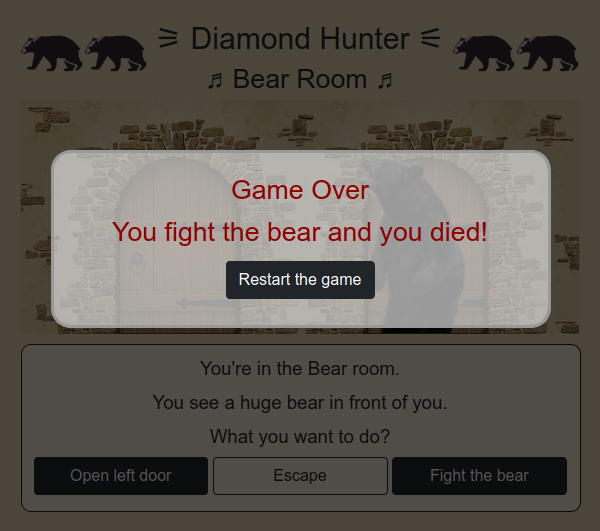 ⚞ Diamond Hunter ⚟
♬ Bear Room ♬
Game Over
You fight the bear and you died!
Restart the game
You're in the Bear room.
You see a huge bear in front of you.
What you want to do?
Open left door
Escape
Fight the bear